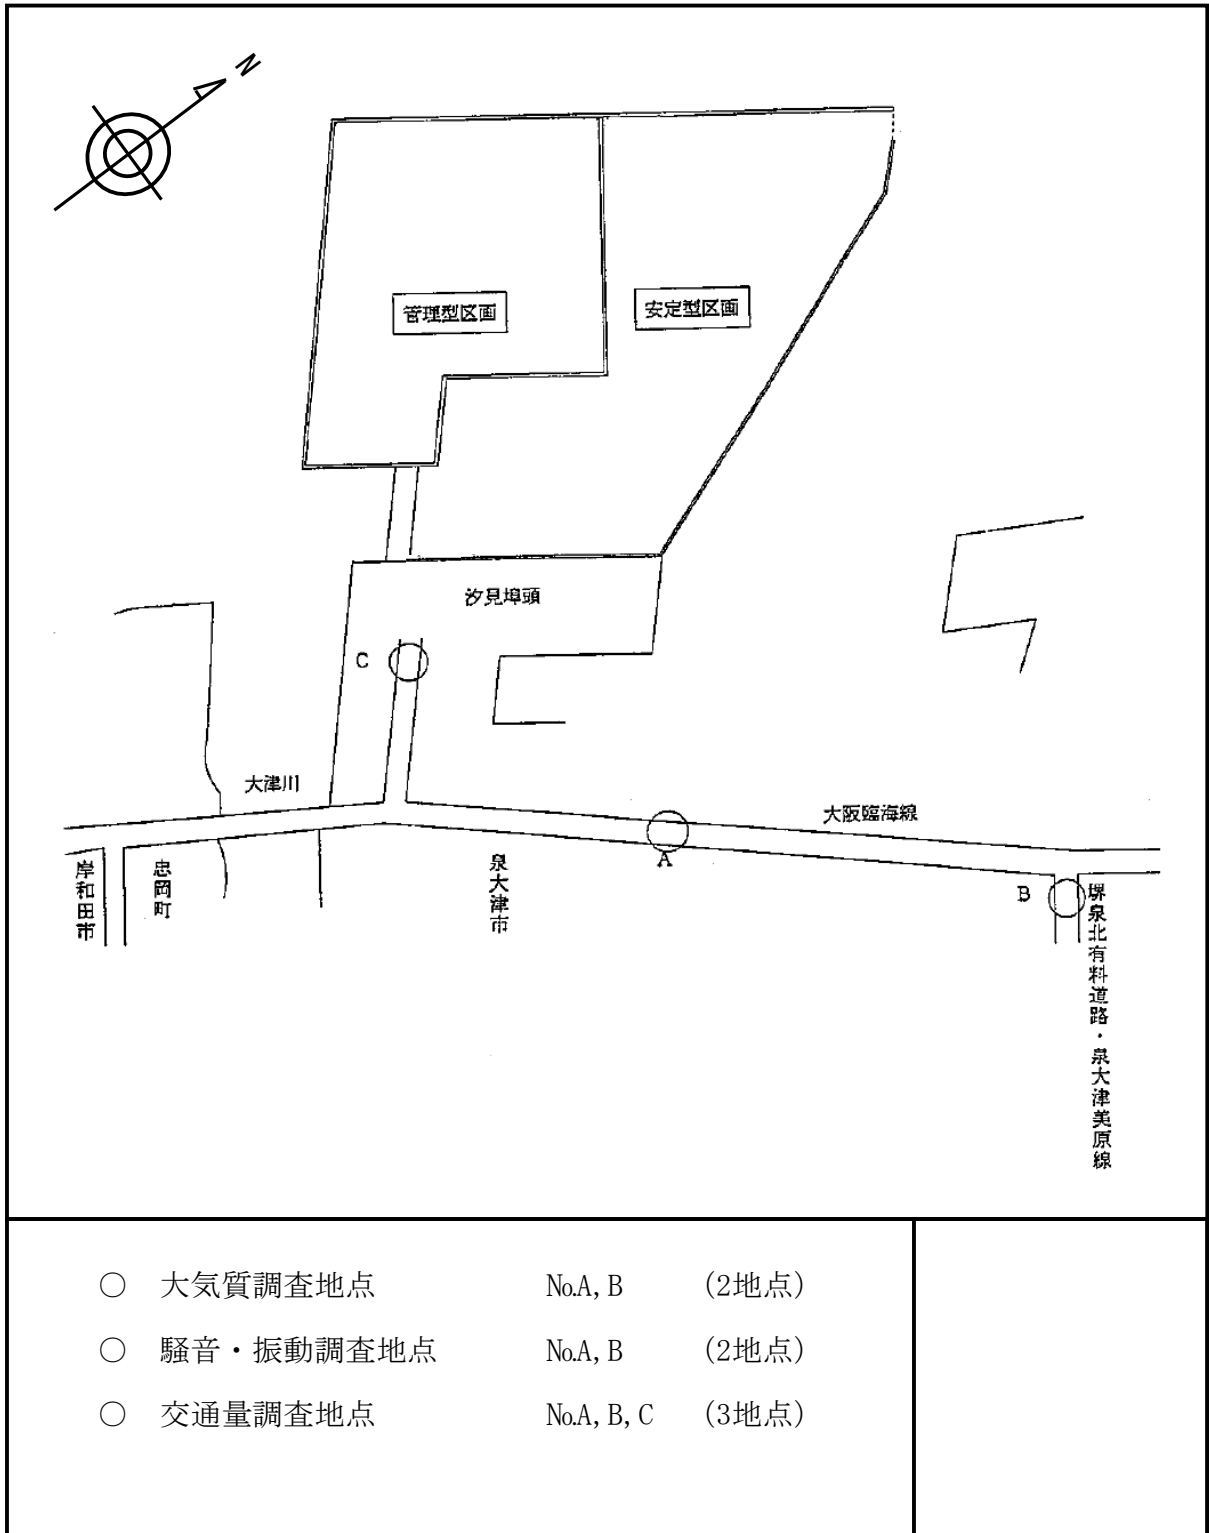 N
管理型区画
安定型区画
汐見埠頭
C
大津川
大阪臨海線
A
B
岸和田市
忠岡町
泉大津市
堺泉北有料道路・泉大津美原線
○ 大気質調査地点 No.A, B (2地点)
○ 騒音・振動調査地点 No.A, B (2地点)
○ 交通量調査地点 No.A, B, C (3地点)